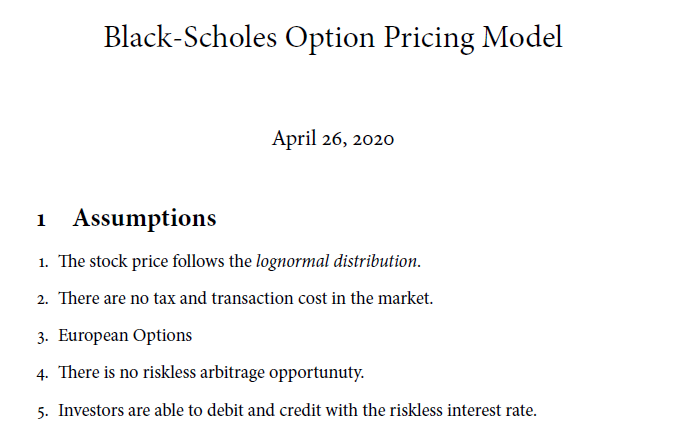 Black-Scholes Option Pricing Model
April 26, 2020
1 Assumptions
1. The stock price follows the lognormal distribution.
2. There are no tax and transaction cost in the market.
3. European Options
4. There is no riskless arbitrage opportunuty.
5. Investors are able to debit and credit with the riskless interest rate.